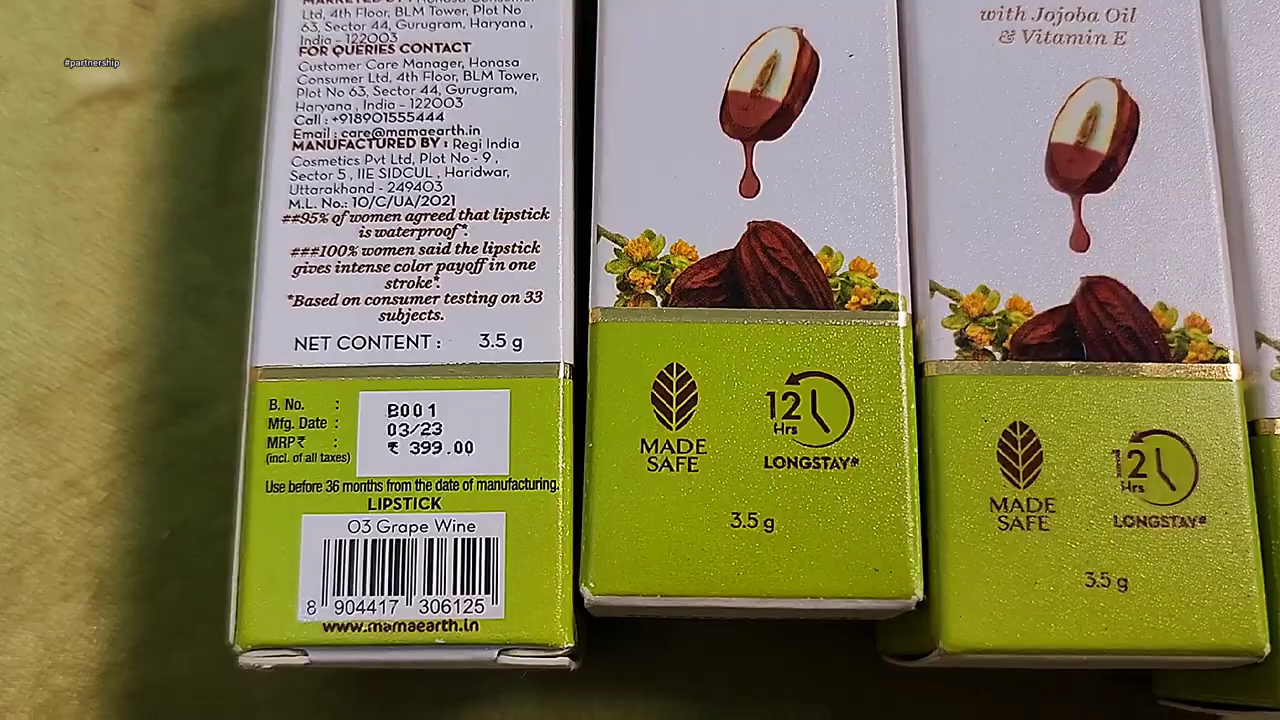 #partnership
MARKETED BY : Honasa Consumer
Ltd, 4th Floor, BLM Tower, Plot No
63, Sector 44, Gurugram, Haryana ,
India - 122003
FOR QUERIES CONTACT
Customer Care Manager, Honasa
Consumer Ltd, 4th Floor, BLM Tower,
Plot No 63, Sector 44, Gurugram,
Haryana , India - 122003
Call : +918901555444
Email : care@mamaearth.in
MANUFACTURED BY : Regi India
Cosmetics Pvt Ltd, Plot No - 9 ,
Sector 5 , IIE SIDCUL , Haridwar,
Uttarakhand - 249403
M.L. No.: 10/C/UA/2021
##95% of women agreed that lipstick
is waterproof*.
###100% women said the lipstick
gives intense color payoff in one
stroke*.
*Based on consumer testing on 33
subjects.
NET CONTENT : 3.5 g
B. No. : B001
Mfg. Date : 03/23
MRP₹ : ₹ 399.00
(incl. of all taxes)
Use before 36 months from the date of manufacturing.
LIPSTICK
03 Grape Wine
8 904417 306125
www.mamaearth.in
MADE
SAFE
12
Hrs
LONGSTAY#
3.5 g
with Jojoba Oil
& Vitamin E
MADE
SAFE
12
Hrs
LONGSTAY#
3.5 g